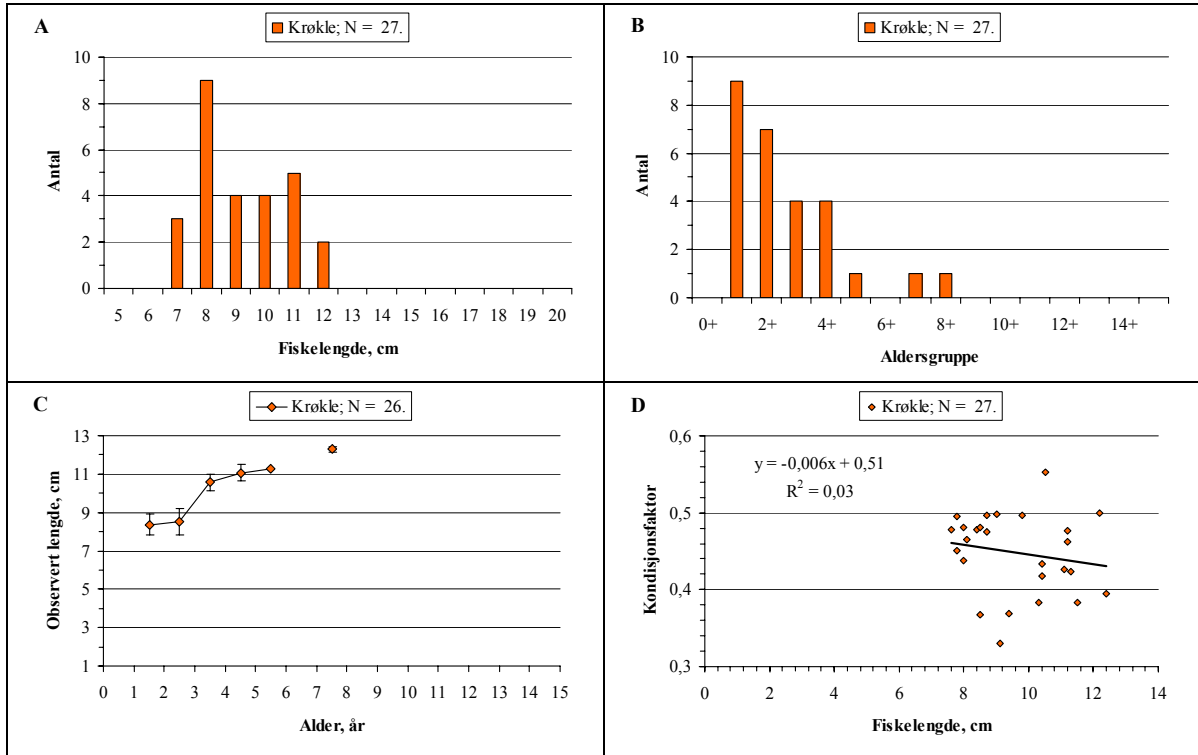 A
Krøkle; N = 27.
Antal
10
8
6
4
2
0
5 6 7 8 9 10 11 12 13 14 15 16 17 18 19 20
Fiskelengde, cm
B
Krøkle; N = 27.
Antal
10
8
6
4
2
0
0+ 2+ 4+ 6+ 8+ 10+ 12+ 14+
Aldersgruppe
C
Krøkle; N = 26.
Observert lengde, cm
13
11
9
7
5
3
1
0 1 2 3 4 5 6 7 8 9 10 11 12 13 14 15
Alder, år
D
Krøkle; N = 27.
Kondisjonsfaktor
0,6
y = -0,006x + 0,51
R² = 0,03
0,5
0,4
0,3
0 2 4 6 8 10 12 14
Fiskelengde, cm